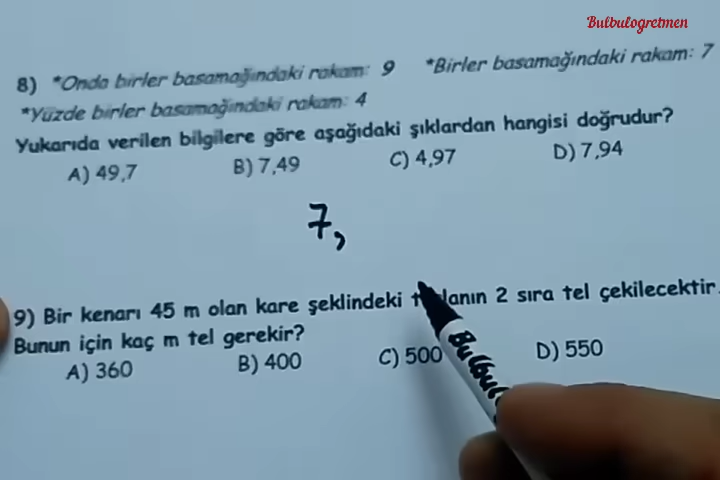 Bulbulogretmen
8) *Onda birler basamağındaki rakam: 9 *Birler basamağındaki rakam: 7
*Yüzde birler basamağındaki rakam: 4
Yukarıda verilen bilgilere göre aşağıdaki şıklardan hangisi doğrudur?
A) 49,7 B) 7,49 C) 4,97 D) 7,94
7,
9) Bir kenarı 45 m olan kare şeklindeki 2 sıra tel çekilecektir.
Bunun için kaç m tel gerekir?
A) 360 B) 400 C) 500 D) 550